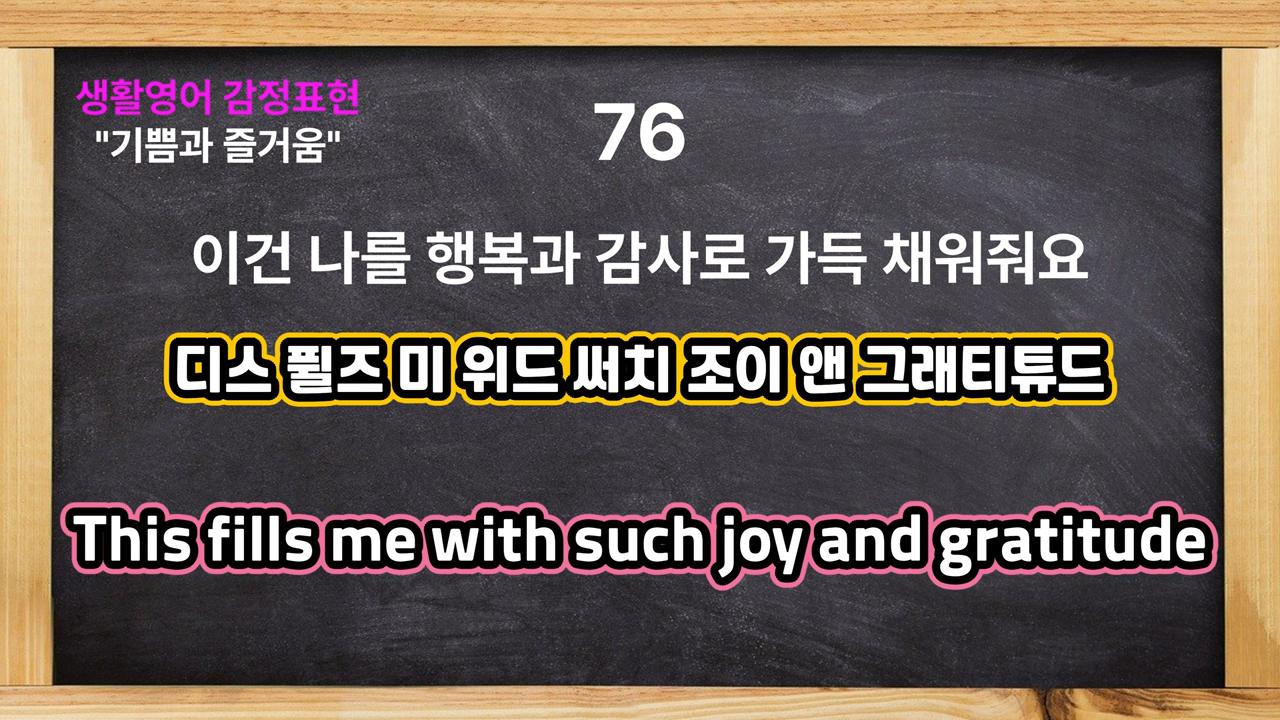 생활영어 감정표현
"기쁨과 즐거움"
76
이건 나를 행복과 감사로 가득 채워줘요
디스 퓔즈 미 위드 써치 조이 앤 그래티튜드
This fills me with such joy and gratitude